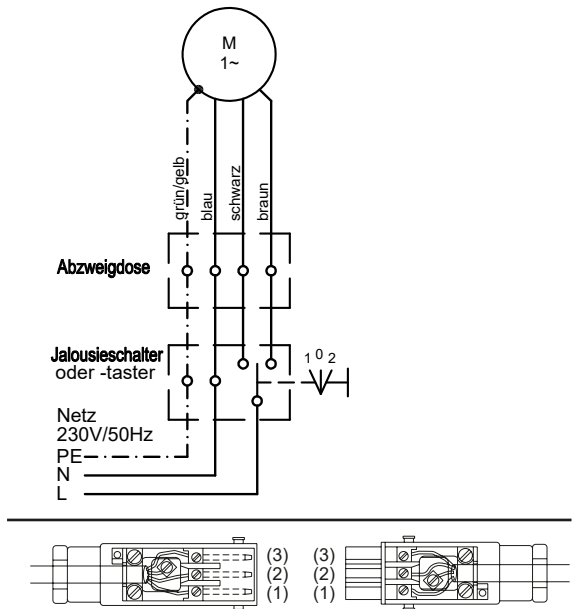 M
1~
grün/gelb
blau
schwarz
braun
Abzweigdose
Jalousieschalter
oder -taster
1 0 2
Netz
230V/50Hz
PE
N
L
(3) (3)
(2) (2)
(1) (1)